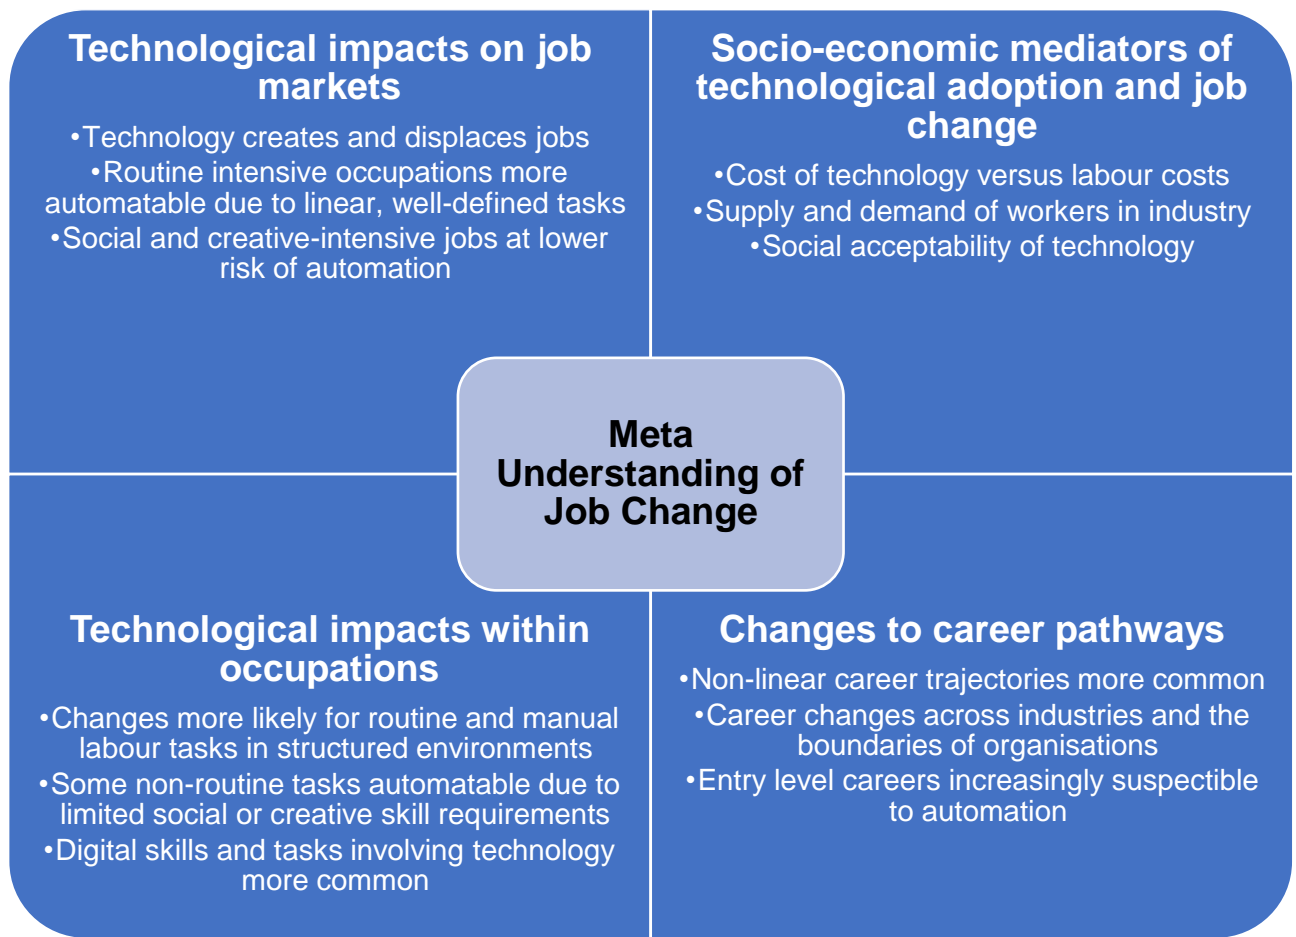 Technological impacts on job
markets
•Technology creates and displaces jobs
•Routine intensive occupations more
automatable due to linear, well-defined tasks
•Social and creative-intensive jobs at lower
risk of automation
Socio-economic mediators of
technological adoption and job
change
•Cost of technology versus labour costs
•Supply and demand of workers in industry
•Social acceptability of technology
Meta
Understanding of
Job Change
Technological impacts within
occupations
•Changes more likely for routine and manual
labour tasks in structured environments
•Some non-routine tasks automatable due to
limited social or creative skill requirements
•Digital skills and tasks involving technology
more common
Changes to career pathways
•Non-linear career trajectories more common
•Career changes across industries and the
boundaries of organisations
•Entry level careers increasingly suspectible
to automation